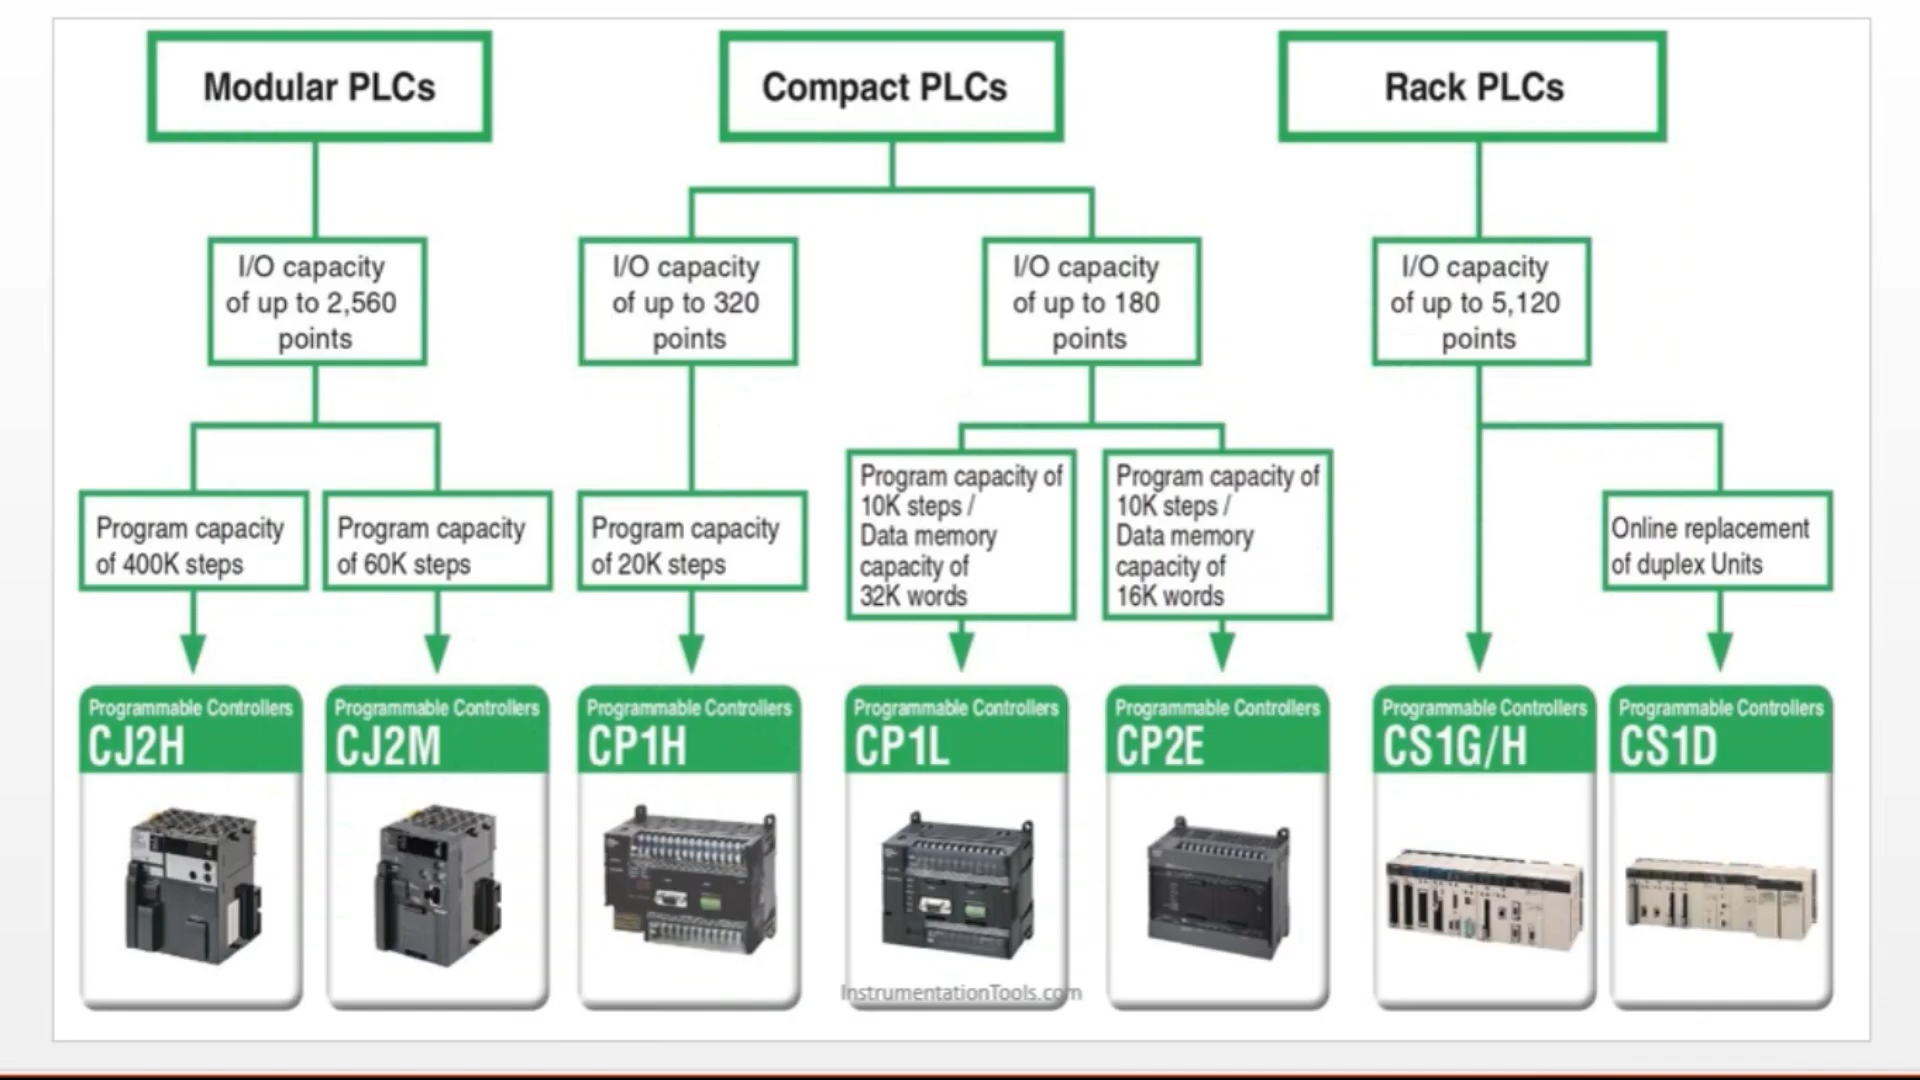 Modular PLCs
Compact PLCs
Rack PLCs
I/O capacity
of up to 2,560
points
I/O capacity
of up to 320
points
I/O capacity
of up to 180
points
I/O capacity
of up to 5,120
points
Program capacity
of 400K steps
Program capacity
of 60K steps
Program capacity
of 20K steps
Program capacity of
10K steps /
Data memory
capacity of
32K words
Program capacity of
10K steps /
Data memory
capacity of
16K words
Online replacement
of duplex Units
Programmable Controllers
CJ2H
Programmable Controllers
CJ2M
Programmable Controllers
CP1H
Programmable Controllers
CP1L
Programmable Controllers
CP2E
Programmable Controllers
CS1G/H
Programmable Controllers
CS1D
InstrumentationTools.com